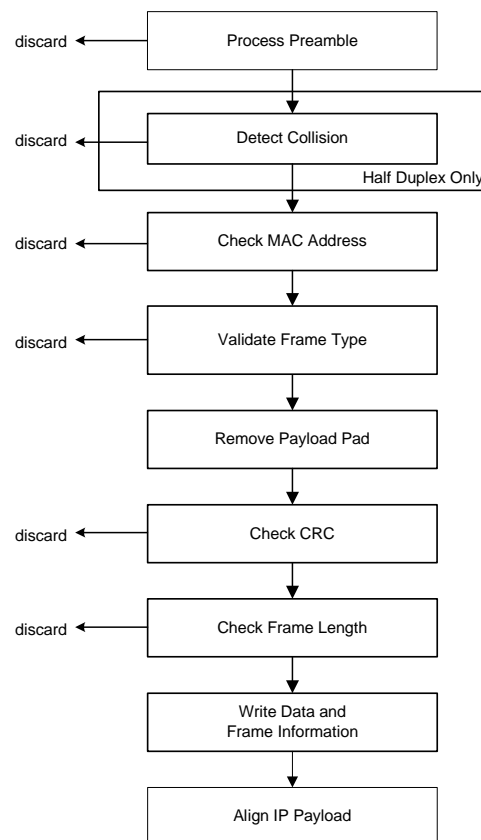 discard
Process Preamble
discard
Detect Collision
Half Duplex Only
discard
Check MAC Address
discard
Validate Frame Type
Remove Payload Pad
discard
Check CRC
discard
Check Frame Length
Write Data and
Frame Information
Align IP Payload